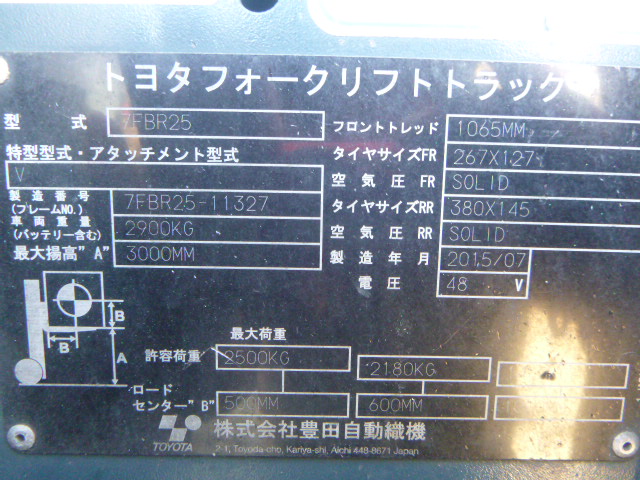 トヨタフォークリフトトラック
型 式 7FBR25
特型型式・アタッチメント型式
V
製造番号 (フレームNO.) 7FBR25-11327
車両重量 (バッテリー含む) 2900KG
最大揚高"A" 3000MM
フロントトレッド 1065MM
タイヤサイズFR 267X127
空気圧 FR SOLID
タイヤサイズRR 380X145
空気圧 RR SOLID
製造年月 2015/07
電圧 48 V
B
B
A
最大荷重
許容荷重 2500KG 2180KG
ロード
センター"B" 500MM 600MM
TOYOTA 株式会社豊田自動織機
2-1, Toyoda-cho, Kariya-shi, Aichi 448-8671 Japan